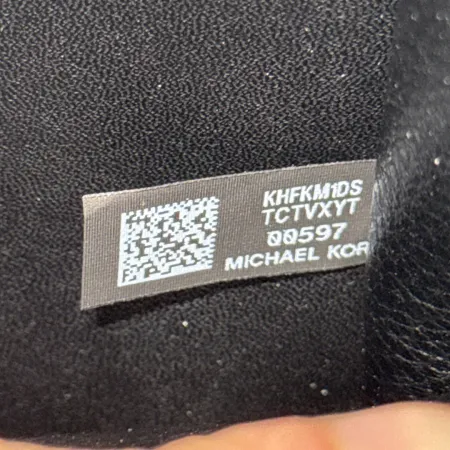 KHFKM1DS
TCTVXYT
00597
MICHAEL KOR